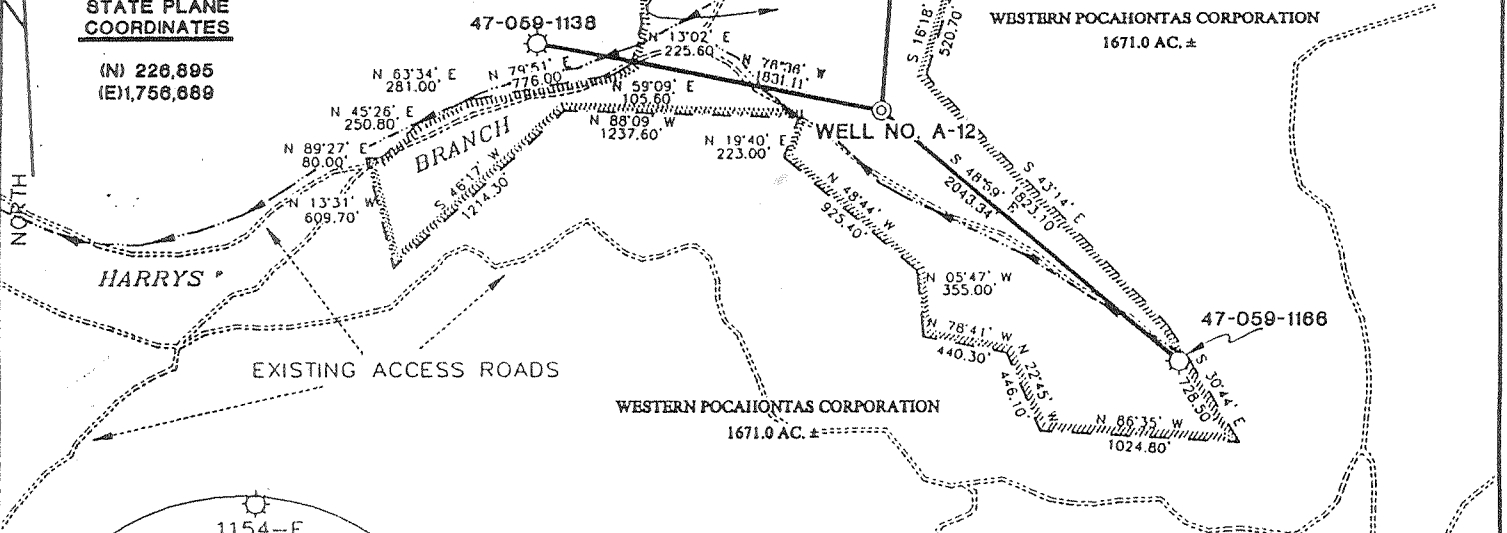 STATE PLANE
COORDINATES
(N) 226,895
(E)1,756,689
47-059-1138
N 13°02' E
225.60'
WESTERN POCAHONTAS CORPORATION
1671.0 AC. ±
S 16°18'
520.70'
N 63°34' E
281.00'
N 79°51' E
776.00'
N 59°09' E
105.60'
N 76°36' W
1831.11'
N 45°26' E
250.80'
N 88°09' W
1237.60'
WELL NO. A-12
N 89°27' E
80.00'
BRANCH
N 19°40' E
223.00'
S 46°17' W
1214.30'
S 48°59' E
2043.34'
S 43°14' E
1823.10'
N 13°31' W
609.70'
N 48°44' W
925.40'
NORTH
HARRYS
N 05°47' W
355.00'
47-059-1166
N 78°41' W
440.30'
N 22°45' W
446.10'
S 30°44' E
728.50'
EXISTING ACCESS ROADS
WESTERN POCAHONTAS CORPORATION
1671.0 AC. ±
N 86°35' W
1024.80'